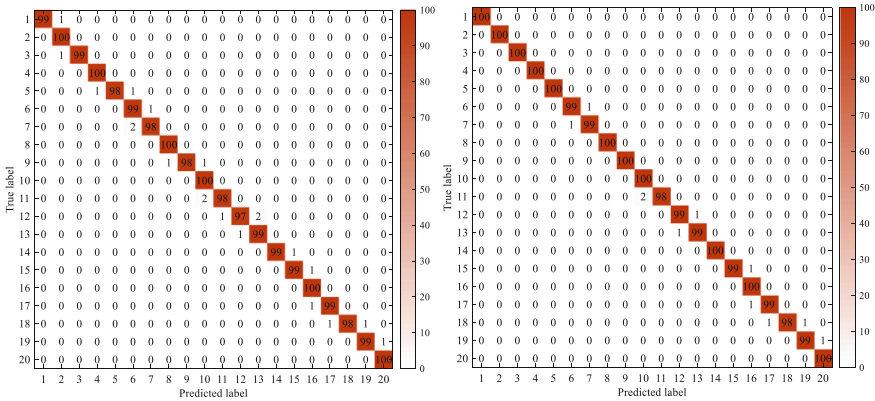 True label
1 99 1 0 0 0 0 0 0 0 0 0 0 0 0 0 0 0 0 0 0
2 0 100 0 0 0 0 0 0 0 0 0 0 0 0 0 0 0 0 0 0
3 0 1 99 0 0 0 0 0 0 0 0 0 0 0 0 0 0 0 0 0
4 0 0 0 100 0 0 0 0 0 0 0 0 0 0 0 0 0 0 0 0
5 0 0 0 1 98 1 0 0 0 0 0 0 0 0 0 0 0 0 0 0
6 0 0 0 0 0 99 1 0 0 0 0 0 0 0 0 0 0 0 0 0
7 0 0 0 0 0 2 98 0 0 0 0 0 0 0 0 0 0 0 0 0
8 0 0 0 0 0 0 0 100 0 0 0 0 0 0 0 0 0 0 0 0
9 0 0 0 0 0 0 0 1 98 1 0 0 0 0 0 0 0 0 0 0
10 0 0 0 0 0 0 0 0 0 100 0 0 0 0 0 0 0 0 0 0
11 0 0 0 0 0 0 0 0 0 2 98 0 0 0 0 0 0 0 0 0
12 0 0 0 0 0 0 0 0 0 0 1 97 2 0 0 0 0 0 0 0
13 0 0 0 0 0 0 0 0 0 0 0 1 99 0 0 0 0 0 0 0
14 0 0 0 0 0 0 0 0 0 0 0 0 0 99 1 0 0 0 0 0
15 0 0 0 0 0 0 0 0 0 0 0 0 0 0 99 1 0 0 0 0
16 0 0 0 0 0 0 0 0 0 0 0 0 0 0 0 100 0 0 0 0
17 0 0 0 0 0 0 0 0 0 0 0 0 0 0 0 1 99 0 0 0
18 0 0 0 0 0 0 0 0 0 0 0 0 0 0 0 0 1 98 1 0
19 0 0 0 0 0 0 0 0 0 0 0 0 0 0 0 0 0 0 99 1
20 0 0 0 0 0 0 0 0 0 0 0 0 0 0 0 0 0 0 0 100
1 2 3 4 5 6 7 8 9 10 11 12 13 14 15 16 17 18 19 20
Predicted label
100
90
80
70
60
50
40
30
20
10
0
True label
1 100 0 0 0 0 0 0 0 0 0 0 0 0 0 0 0 0 0 0 0
2 0 100 0 0 0 0 0 0 0 0 0 0 0 0 0 0 0 0 0 0
3 0 0 100 0 0 0 0 0 0 0 0 0 0 0 0 0 0 0 0 0
4 0 0 0 100 0 0 0 0 0 0 0 0 0 0 0 0 0 0 0 0
5 0 0 0 0 100 0 0 0 0 0 0 0 0 0 0 0 0 0 0 0
6 0 0 0 0 0 99 1 0 0 0 0 0 0 0 0 0 0 0 0 0
7 0 0 0 0 0 1 99 0 0 0 0 0 0 0 0 0 0 0 0 0
8 0 0 0 0 0 0 0 100 0 0 0 0 0 0 0 0 0 0 0 0
9 0 0 0 0 0 0 0 0 100 0 0 0 0 0 0 0 0 0 0 0
10 0 0 0 0 0 0 0 0 0 100 0 0 0 0 0 0 0 0 0 0
11 0 0 0 0 0 0 0 0 0 2 98 0 0 0 0 0 0 0 0 0
12 0 0 0 0 0 0 0 0 0 0 0 99 1 0 0 0 0 0 0 0
13 0 0 0 0 0 0 0 0 0 0 0 1 99 0 0 0 0 0 0 0
14 0 0 0 0 0 0 0 0 0 0 0 0 0 100 0 0 0 0 0 0
15 0 0 0 0 0 0 0 0 0 0 0 0 0 0 99 1 0 0 0 0
16 0 0 0 0 0 0 0 0 0 0 0 0 0 0 0 100 0 0 0 0
17 0 0 0 0 0 0 0 0 0 0 0 0 0 0 0 1 99 0 0 0
18 0 0 0 0 0 0 0 0 0 0 0 0 0 0 0 0 1 98 1 0
19 0 0 0 0 0 0 0 0 0 0 0 0 0 0 0 0 0 0 99 1
20 0 0 0 0 0 0 0 0 0 0 0 0 0 0 0 0 0 0 0 100
1 2 3 4 5 6 7 8 9 10 11 12 13 14 15 16 17 18 19 20
Predicted label
100
90
80
70
60
50
40
30
20
10
0